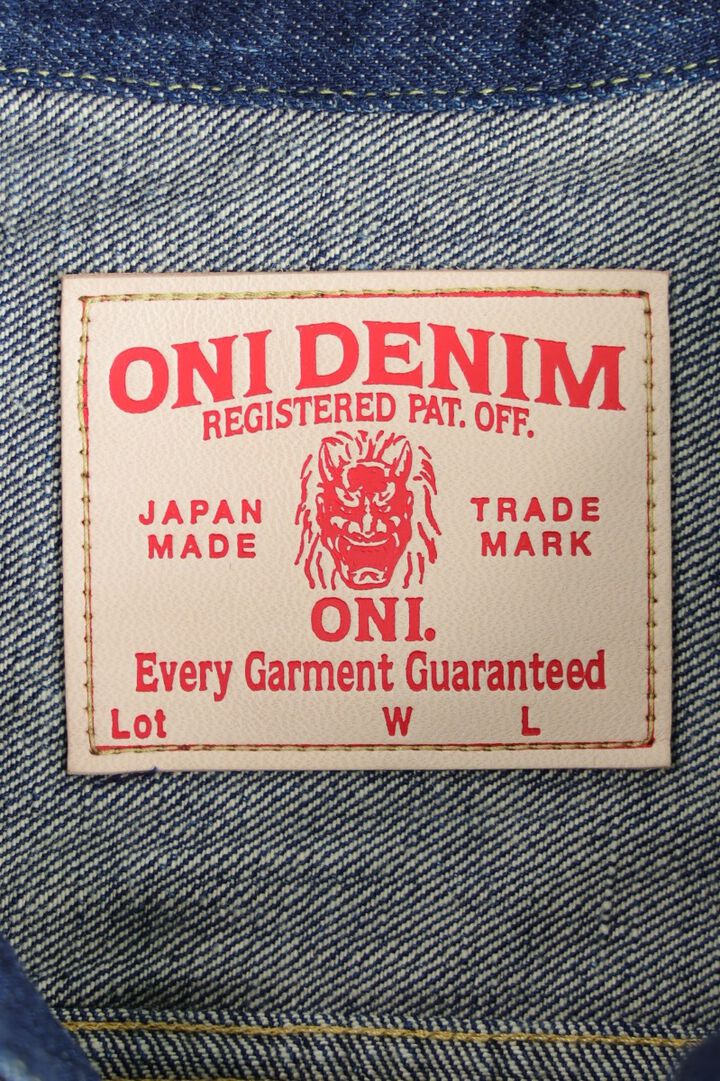 ONI DENIM
REGISTERED PAT. OFF.
JAPAN MADE
TRADE MARK
ONI.
Every Garment Guaranteed
Lot W L